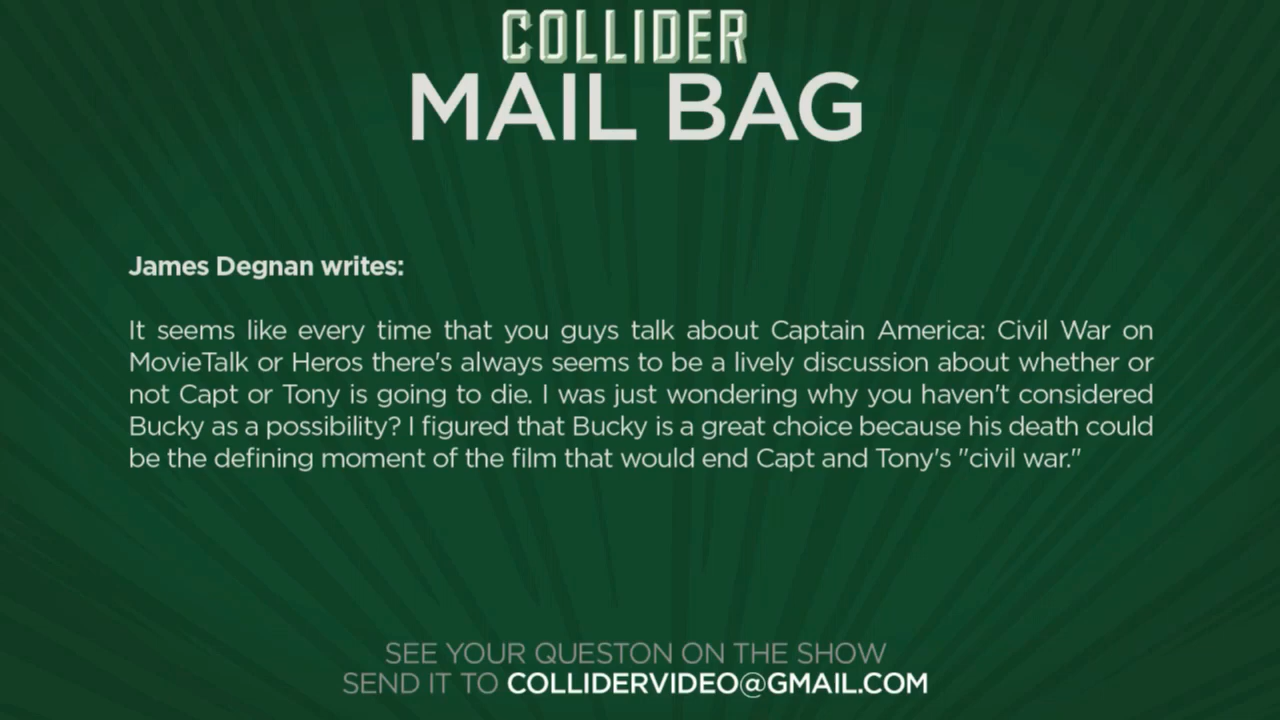 COLLIDER
MAIL BAG
James Degnan writes:
It seems like every time that you guys talk about Captain America: Civil War on
MovieTalk or Heros there's always seems to be a lively discussion about whether or
not Capt or Tony is going to die. I was just wondering why you haven't considered
Bucky as a possibility? I figured that Bucky is a great choice because his death could
be the defining moment of the film that would end Capt and Tony's "civil war."
SEE YOUR QUESTON ON THE SHOW
SEND IT TO COLLIDERVIDEO@GMAIL.COM